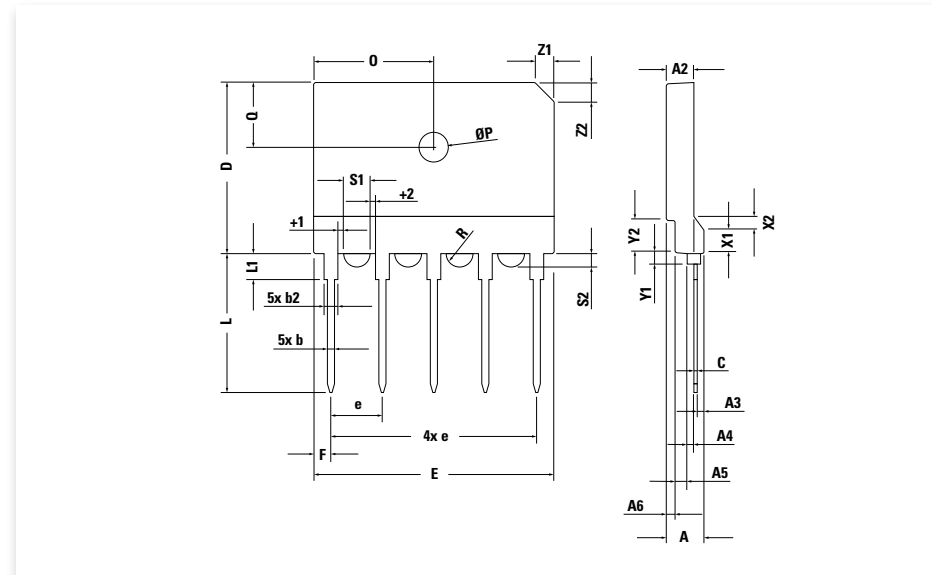 O
Z1
A2
Q
Z2
ØP
D
S1
+2
+1
R
Y2
X1
X2
L1
S2
Y1
5x b2
L
5x b
C
e
A3
4x e
A4
F
E
A5
A6
A